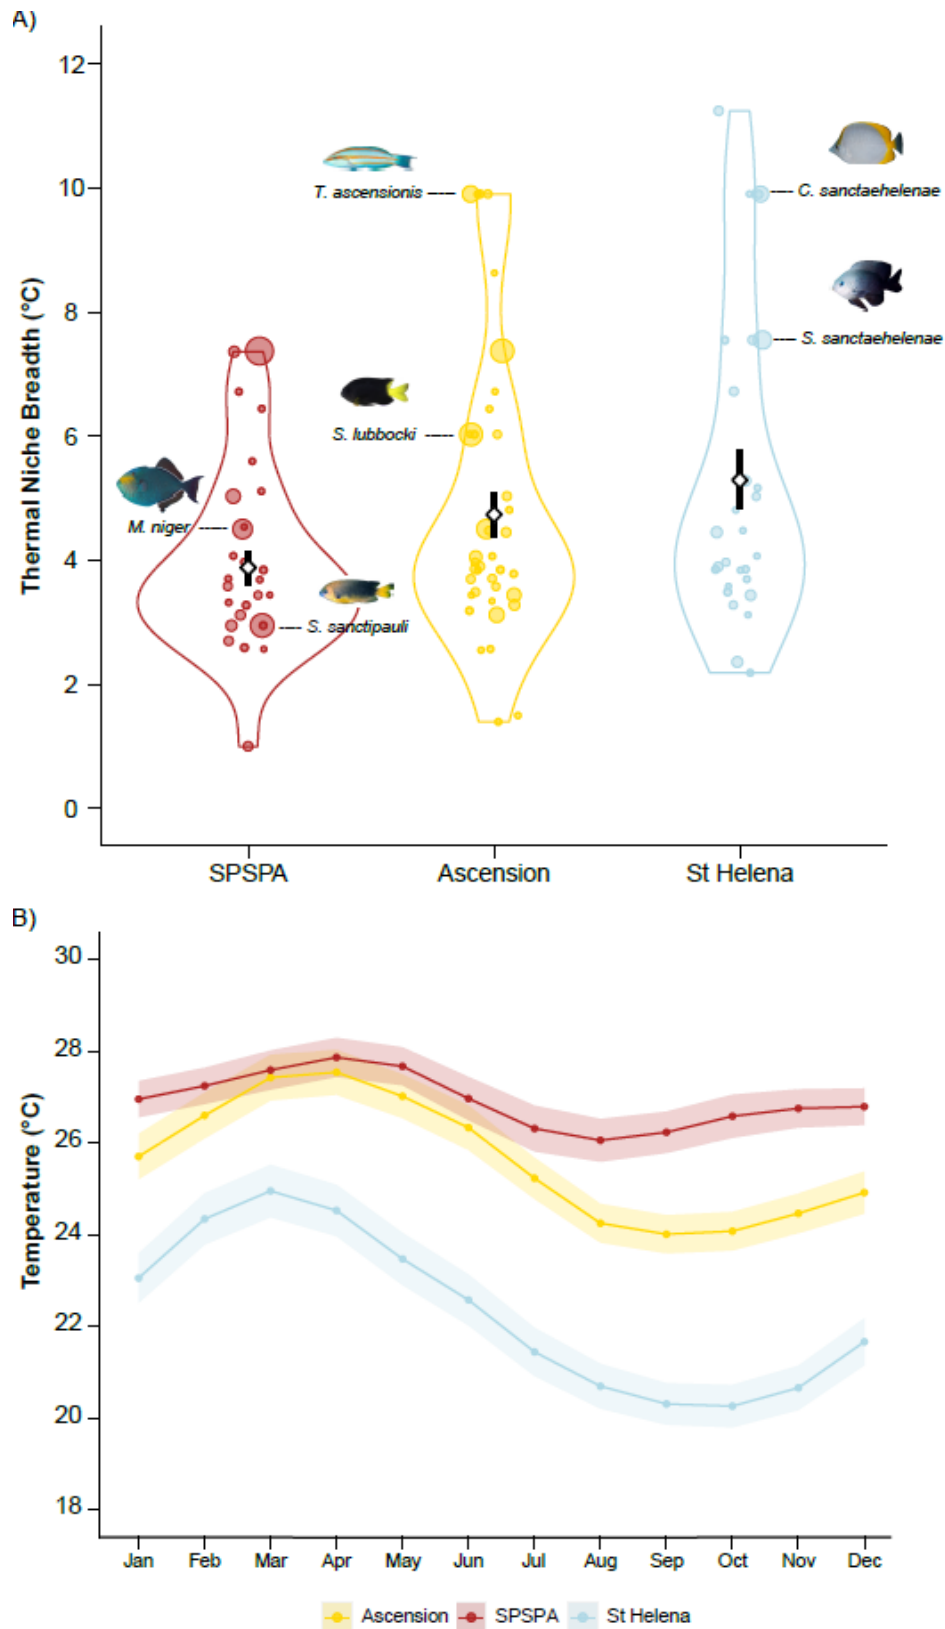 A)
Thermal Niche Breadth (°C)
12
10
8
6
4
2
0
T. ascensionis
C. sanctaehelenae
S. sanctaehelenae
S. lubbocki
M. niger
S. sanctipauli
SPSPA Ascension St Helena
B)
Temperature (°C)
30
28
26
24
22
20
18
Jan Feb Mar Apr May Jun Jul Aug Sep Oct Nov Dec
Ascension SPSPA St Helena